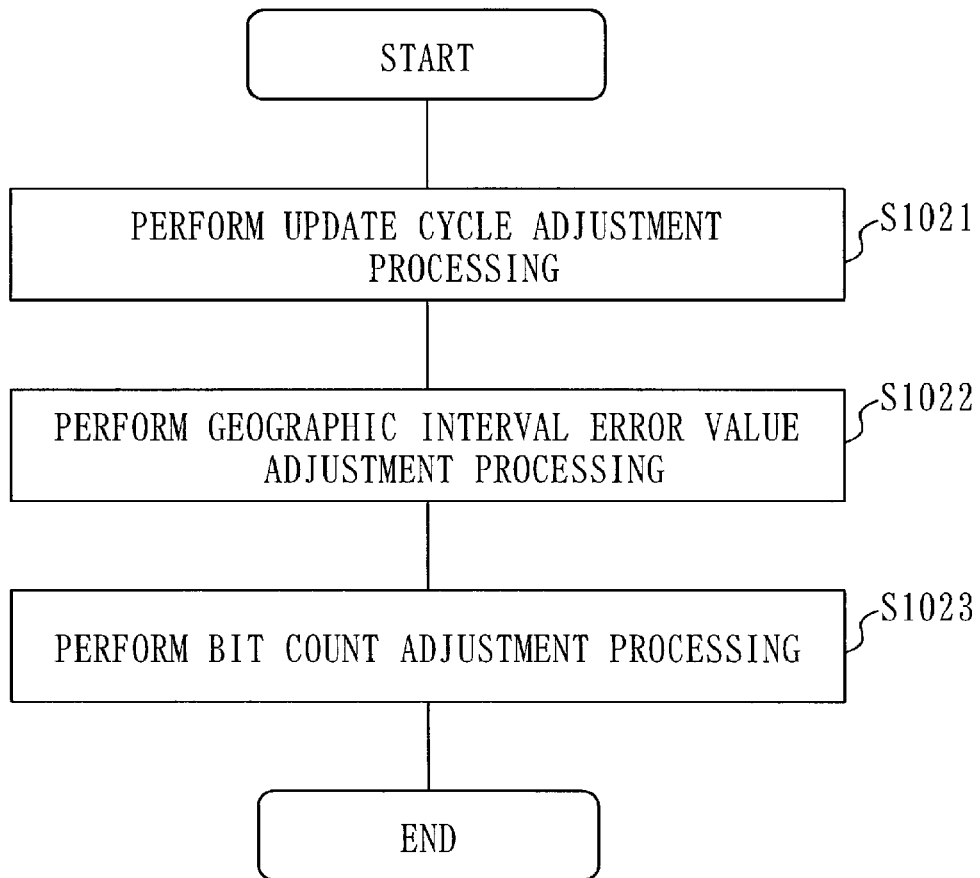 START
PERFORM UPDATE CYCLE ADJUSTMENT
PROCESSING
S1021
PERFORM GEOGRAPHIC INTERVAL ERROR VALUE
ADJUSTMENT PROCESSING
S1022
PERFORM BIT COUNT ADJUSTMENT PROCESSING
S1023
END